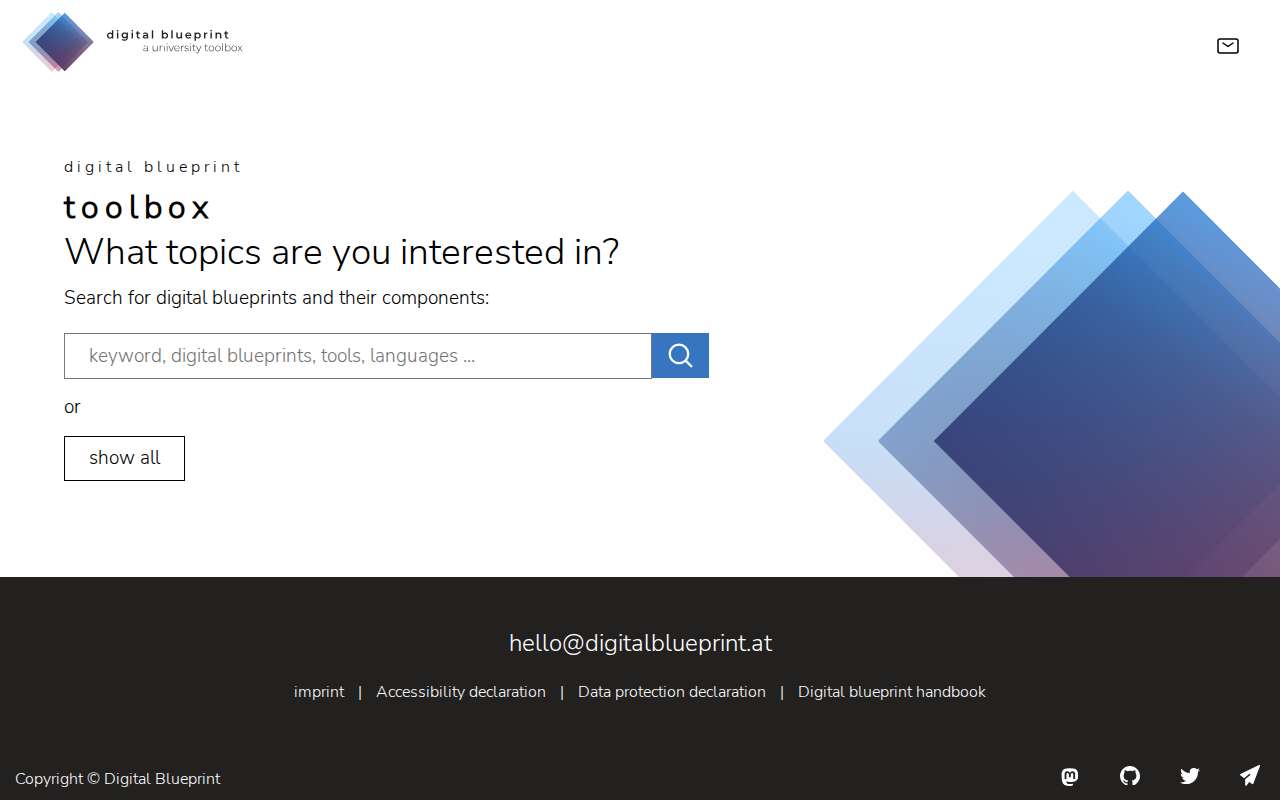 digital blueprint
a university toolbox
digital blueprint
toolbox
What topics are you interested in?
Search for digital blueprints and their components:
keyword, digital blueprints, tools, languages ...
or
show all
hello@digitalblueprint.at
imprint | Accessibility declaration | Data protection declaration | Digital blueprint handbook
Copyright © Digital Blueprint